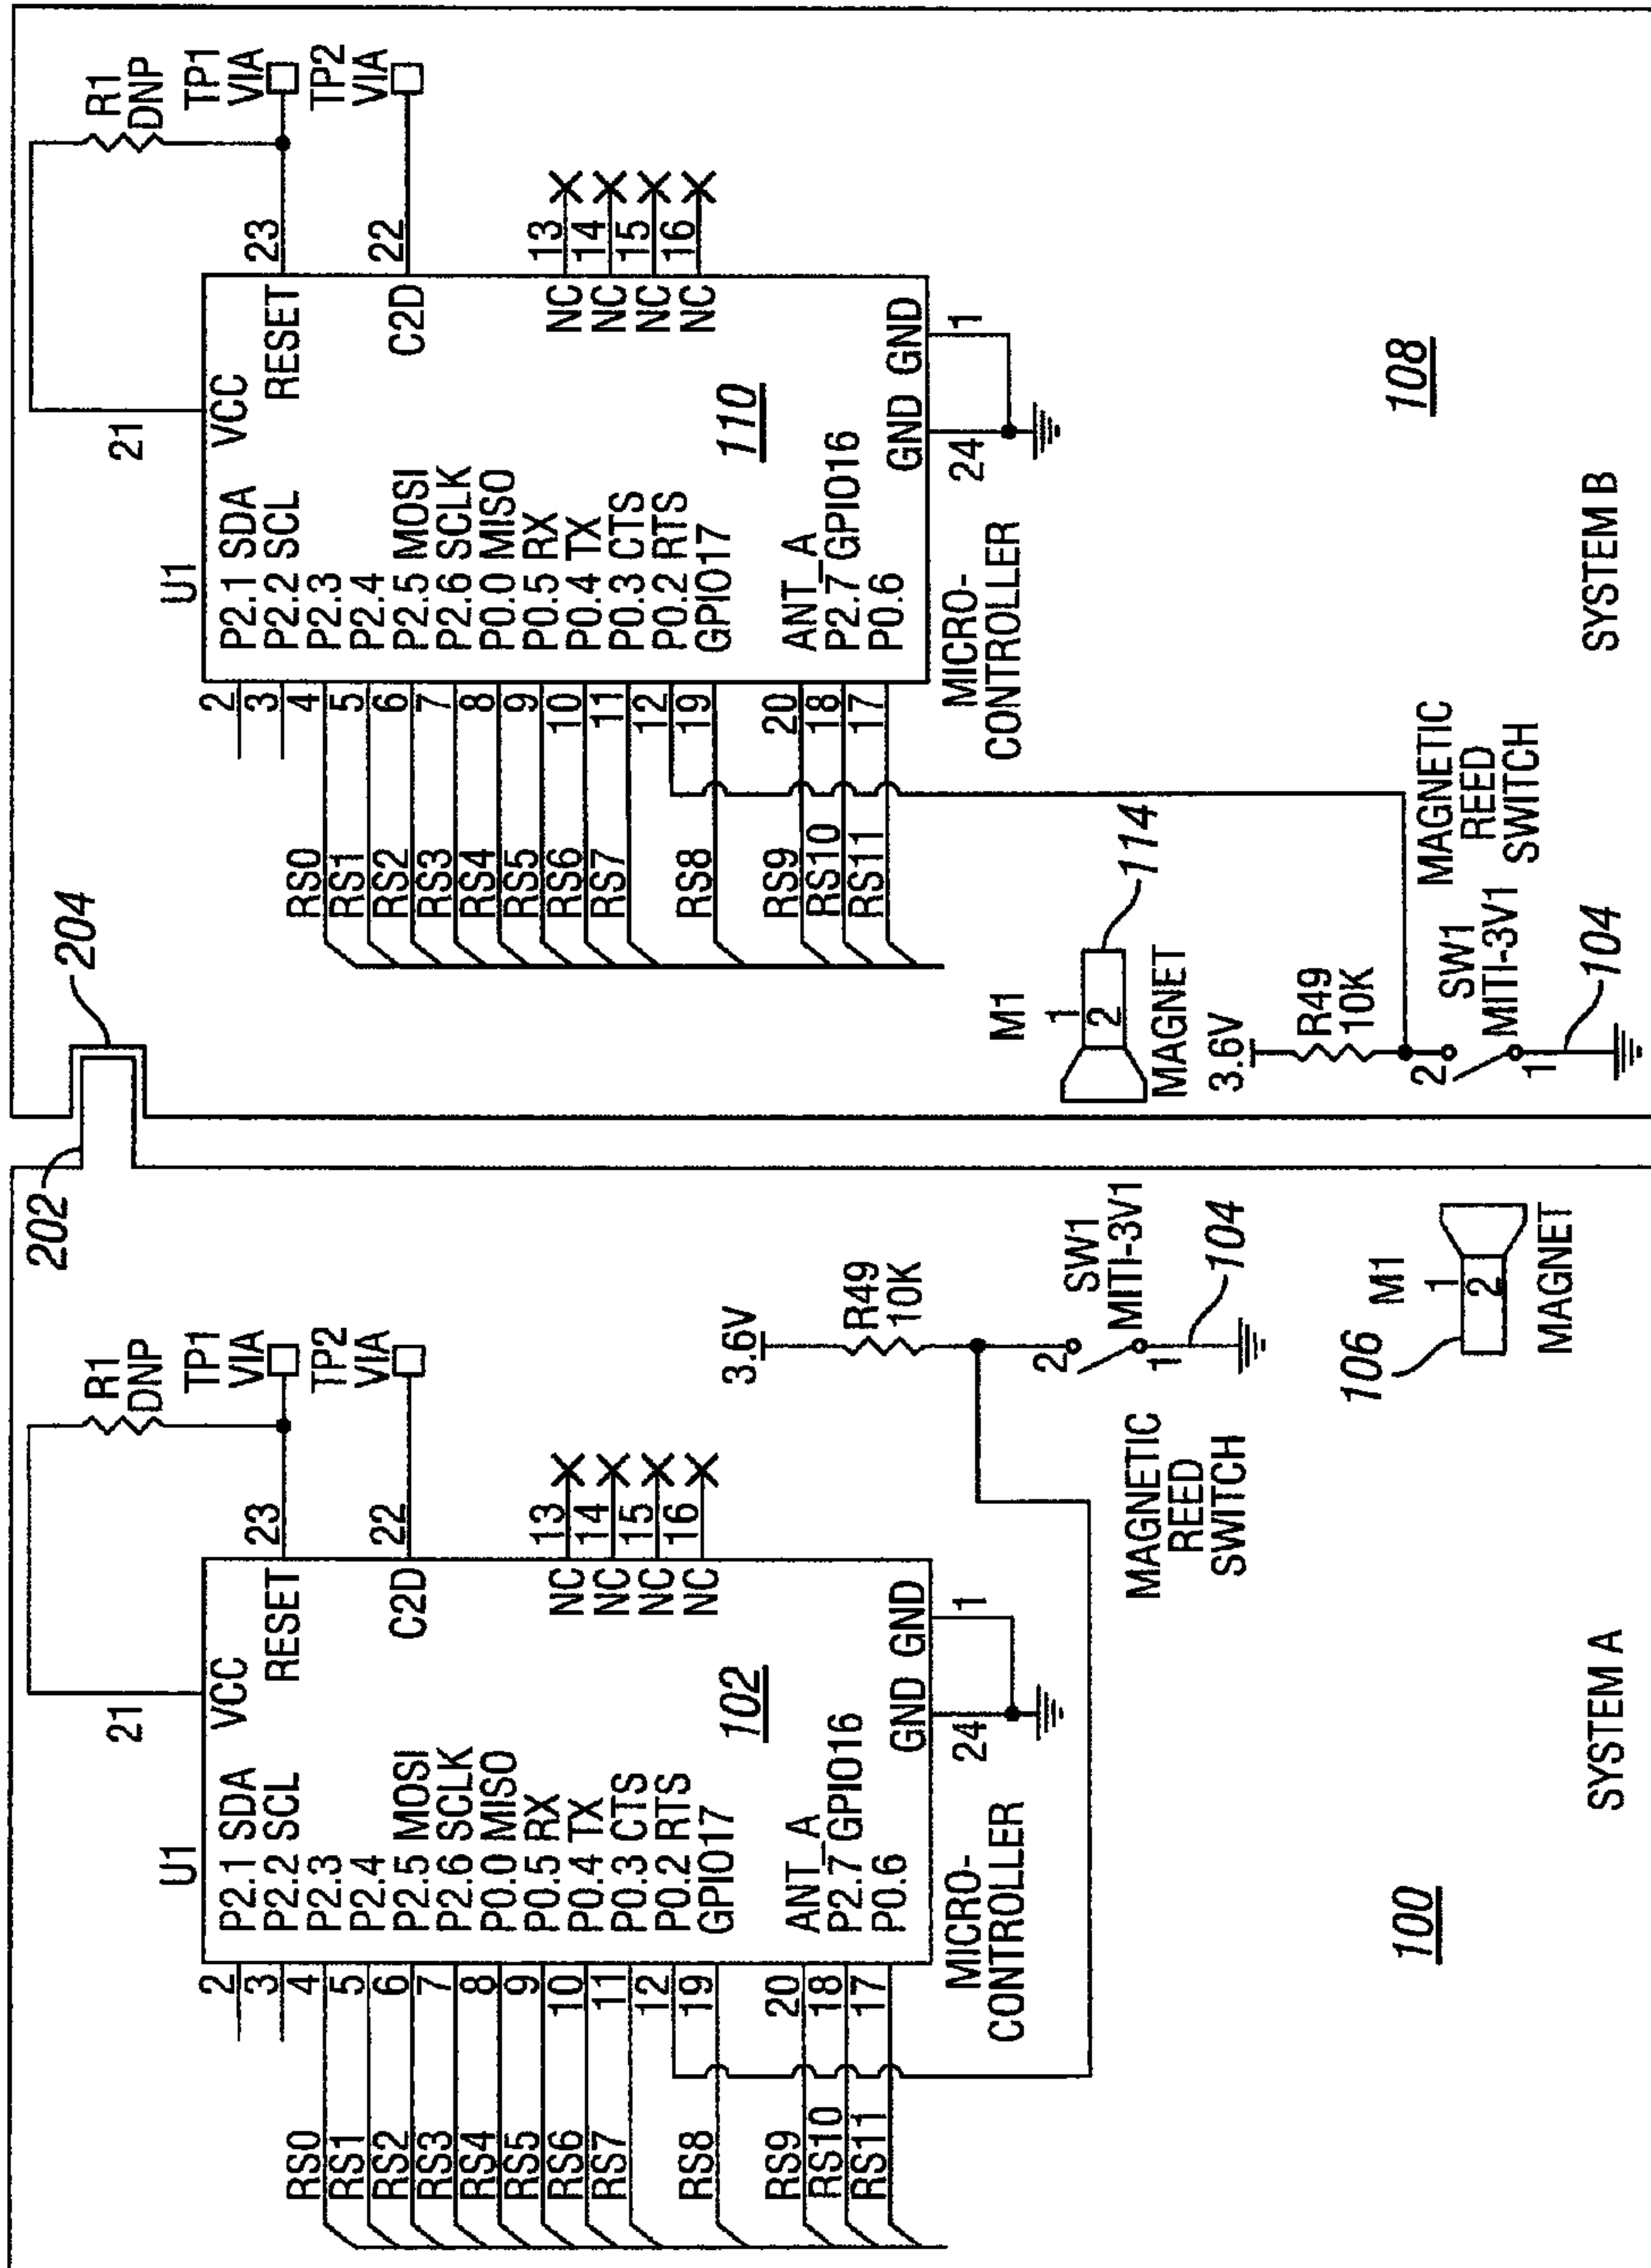 U1
21
VCC
P2.1 SDA
P2.2 SCL
P2.3
P2.4
P2.5 MOSI
P2.6 SCLK
P0.0 MISO
P0.5 RX
P0.4 TX
P0.3 CTS
P0.2 RTS
GPIO17
ANT_A
P2.7 GPIO16
P0.6
2
3
4
5
6
7
8
9
10
11
12
19
20
18
17
RS0
RS1
RS2
RS3
RS4
RS5
RS6
RS7
RS8
RS9
RS10
RS11
RESET
C2D
NC
NC
NC
NC
23
22
13
14
15
16
R1
DNP
TP1
VIA
TP2
VIA
102
GND GND
24
1
MICRO-
CONTROLLER
3.6V
R49
10K
2
SW1
MITI-3V1
1
104
MAGNETIC
REED
SWITCH
106
M1
1
2
MAGNET
100
SYSTEM A
202
204
U1
21
VCC
P2.1 SDA
P2.2 SCL
P2.3
P2.4
P2.5 MOSI
P2.6 SCLK
P0.0 MISO
P0.5 RX
P0.4 TX
P0.3 CTS
P0.2 RTS
GPIO17
ANT_A
P2.7 GPIO16
P0.6
2
3
4
5
6
7
8
9
10
11
12
19
20
18
17
RS0
RS1
RS2
RS3
RS4
RS5
RS6
RS7
RS8
RS9
RS10
RS11
RESET
C2D
NC
NC
NC
NC
23
22
13
14
15
16
R1
DNP
TP1
VIA
TP2
VIA
110
GND GND
24
1
MICRO-
CONTROLLER
M1
1
2
MAGNET
114
3.6V
R49
10K
2
SW1
MITI-3V1
1
104
MAGNETIC
REED
SWITCH
108
SYSTEM B